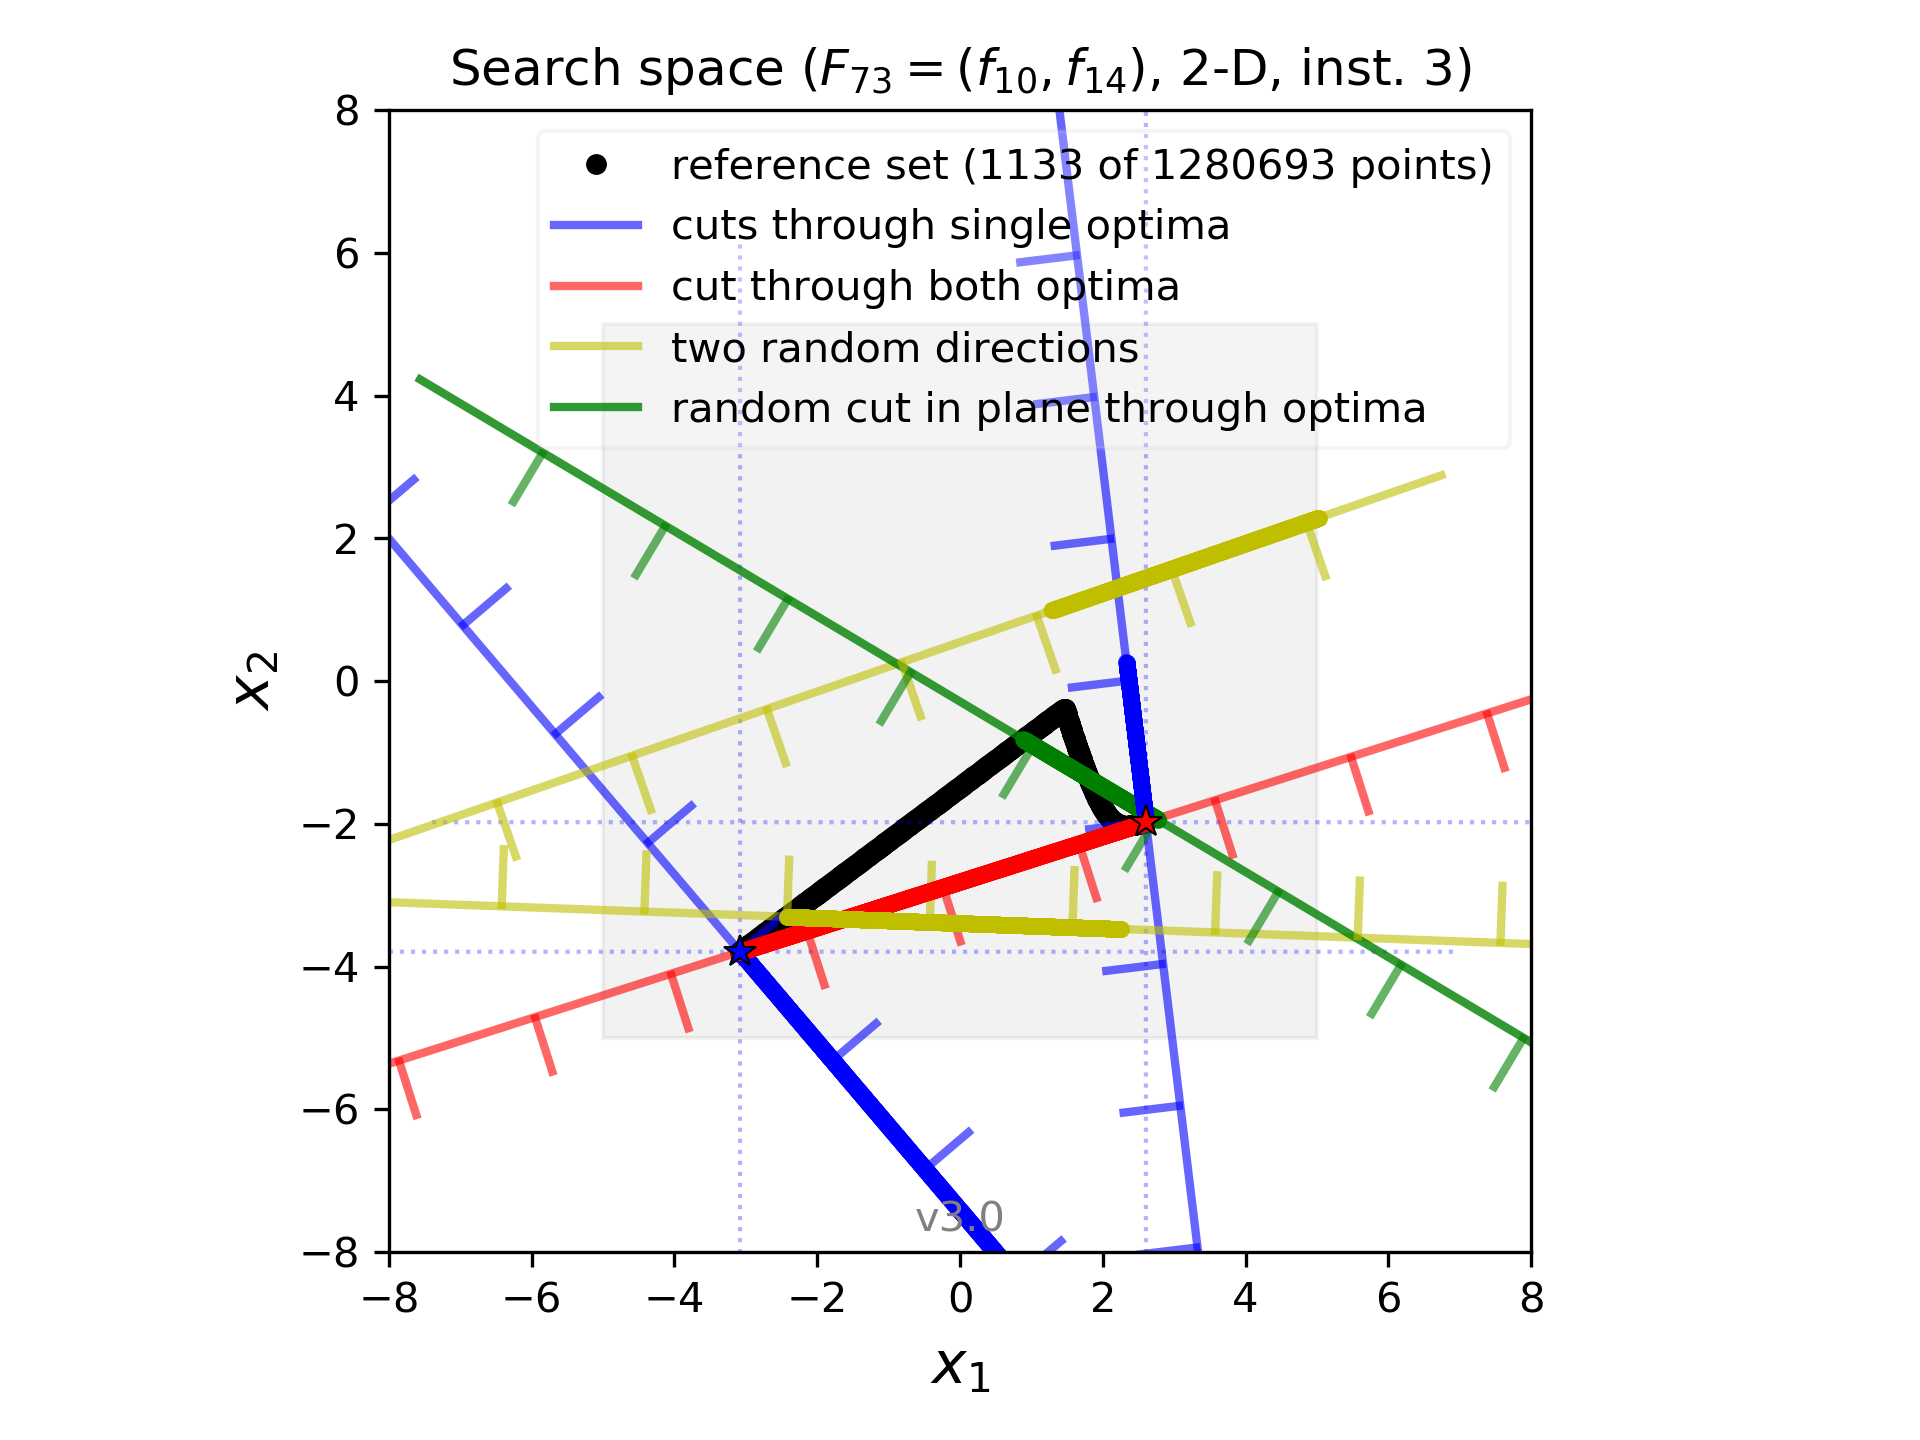 Search space (F73 = (f10, f14), 2-D, inst. 3)
8
6
4
2
0
−2
−4
−6
−8
x2
reference set (1133 of 1280693 points)
cuts through single optima
cut through both optima
two random directions
random cut in plane through optima
v3.0
−8 −6 −4 −2 0 2 4 6 8
x1